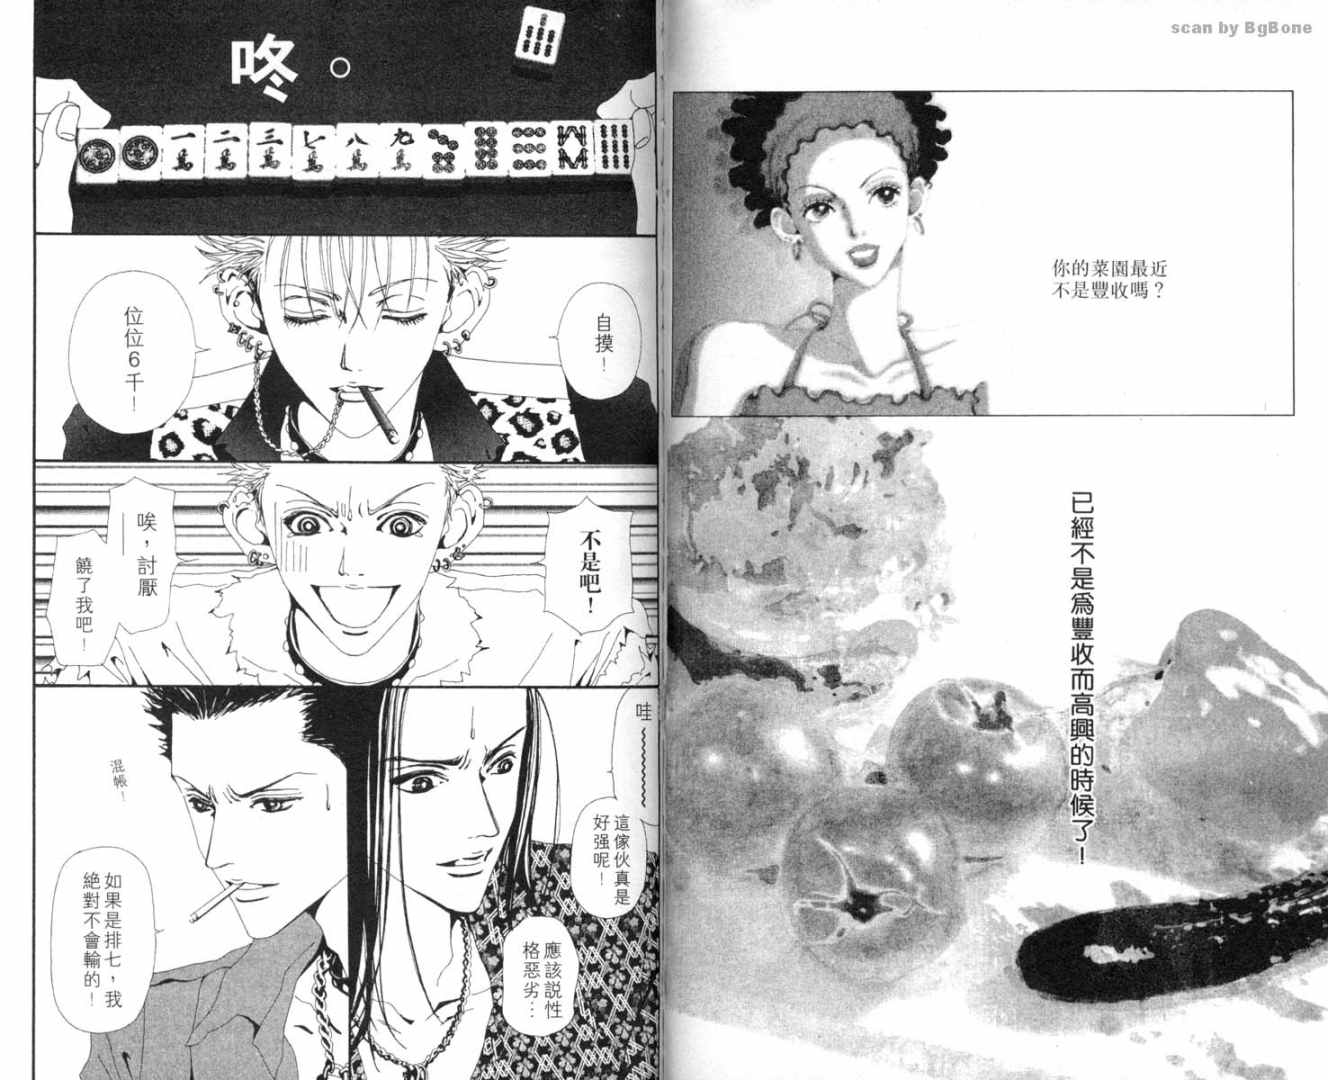 scan by BgBone
你的菜園最近
不是豐收嗎？
已經不是為豐收而高興的時候了！
咚。
一萬
二萬
三萬
七萬
八萬
九萬
自摸！
位位6千！
不是吧！
唉，討厭
饒了我吧！
哇
這傢伙真是
好强呢！
應該説性
格惡劣…
混帳！
如果是排七，我
絕對不會輸的！